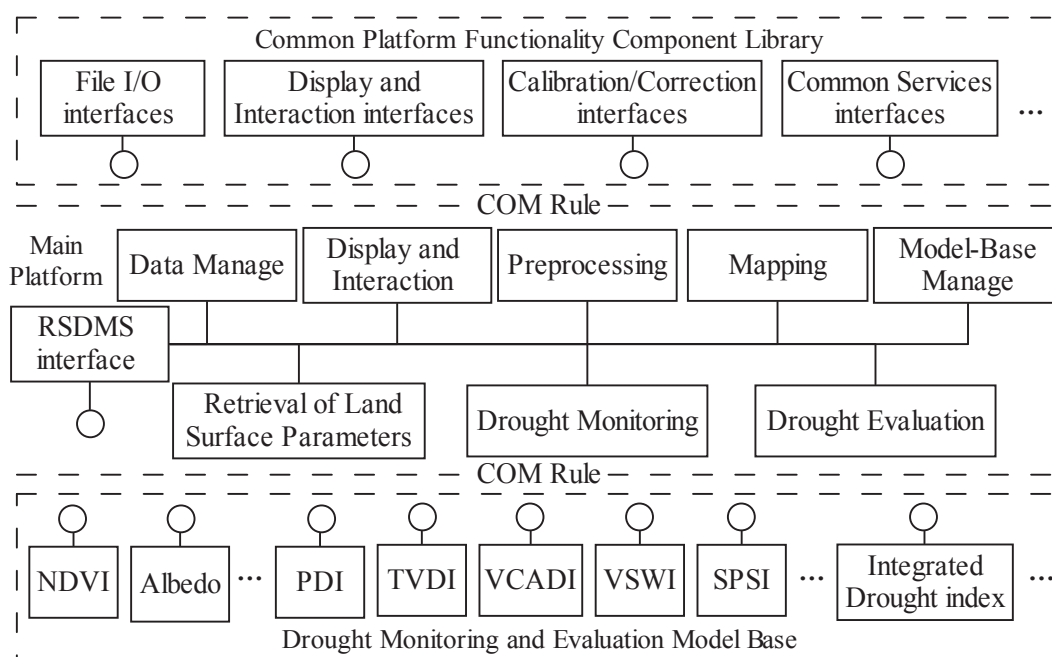 Common Platform Functionality Component Library
File I/O
interfaces
Display and
Interaction interfaces
Calibration/Correction
interfaces
Common Services
interfaces
...
COM Rule
Main
Platform
Data Manage
Display and
Interaction
Preprocessing
Mapping
Model-Base
Manage
RSDMS
interface
Retrieval of Land
Surface Parameters
Drought Monitoring
Drought Evaluation
COM Rule
NDVI
Albedo
...
PDI
TVDI
VCADI
VSWI
SPSI
...
Integrated
Drought index
...
Drought Monitoring and Evaluation Model Base